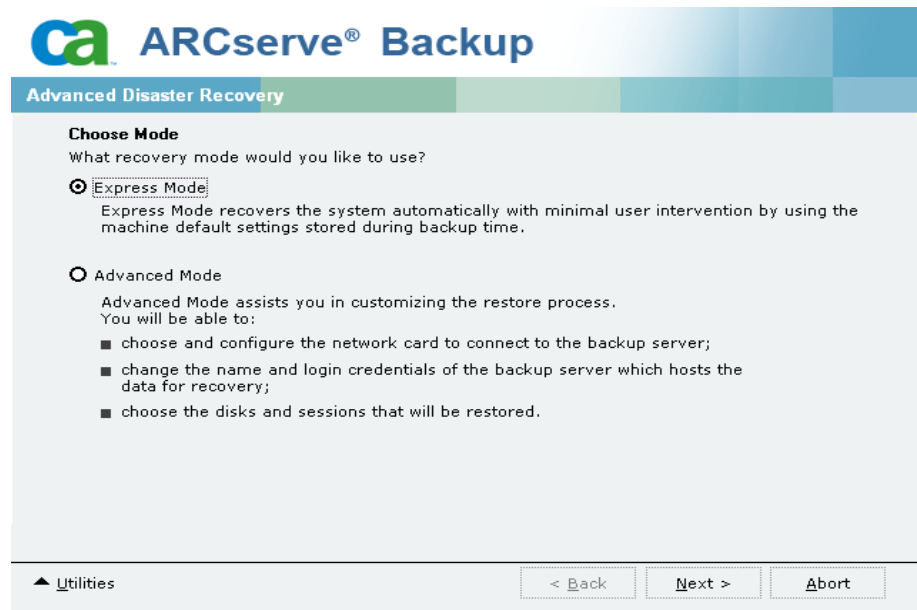 ca ARCserve® Backup
Advanced Disaster Recovery
Choose Mode
What recovery mode would you like to use?
Express Mode
Express Mode recovers the system automatically with minimal user intervention by using the
machine default settings stored during backup time.
Advanced Mode
Advanced Mode assists you in customizing the restore process.
You will be able to:
choose and configure the network card to connect to the backup server;
change the name and login credentials of the backup server which hosts the
data for recovery;
choose the disks and sessions that will be restored.
Utilities
< Back
Next >
Abort